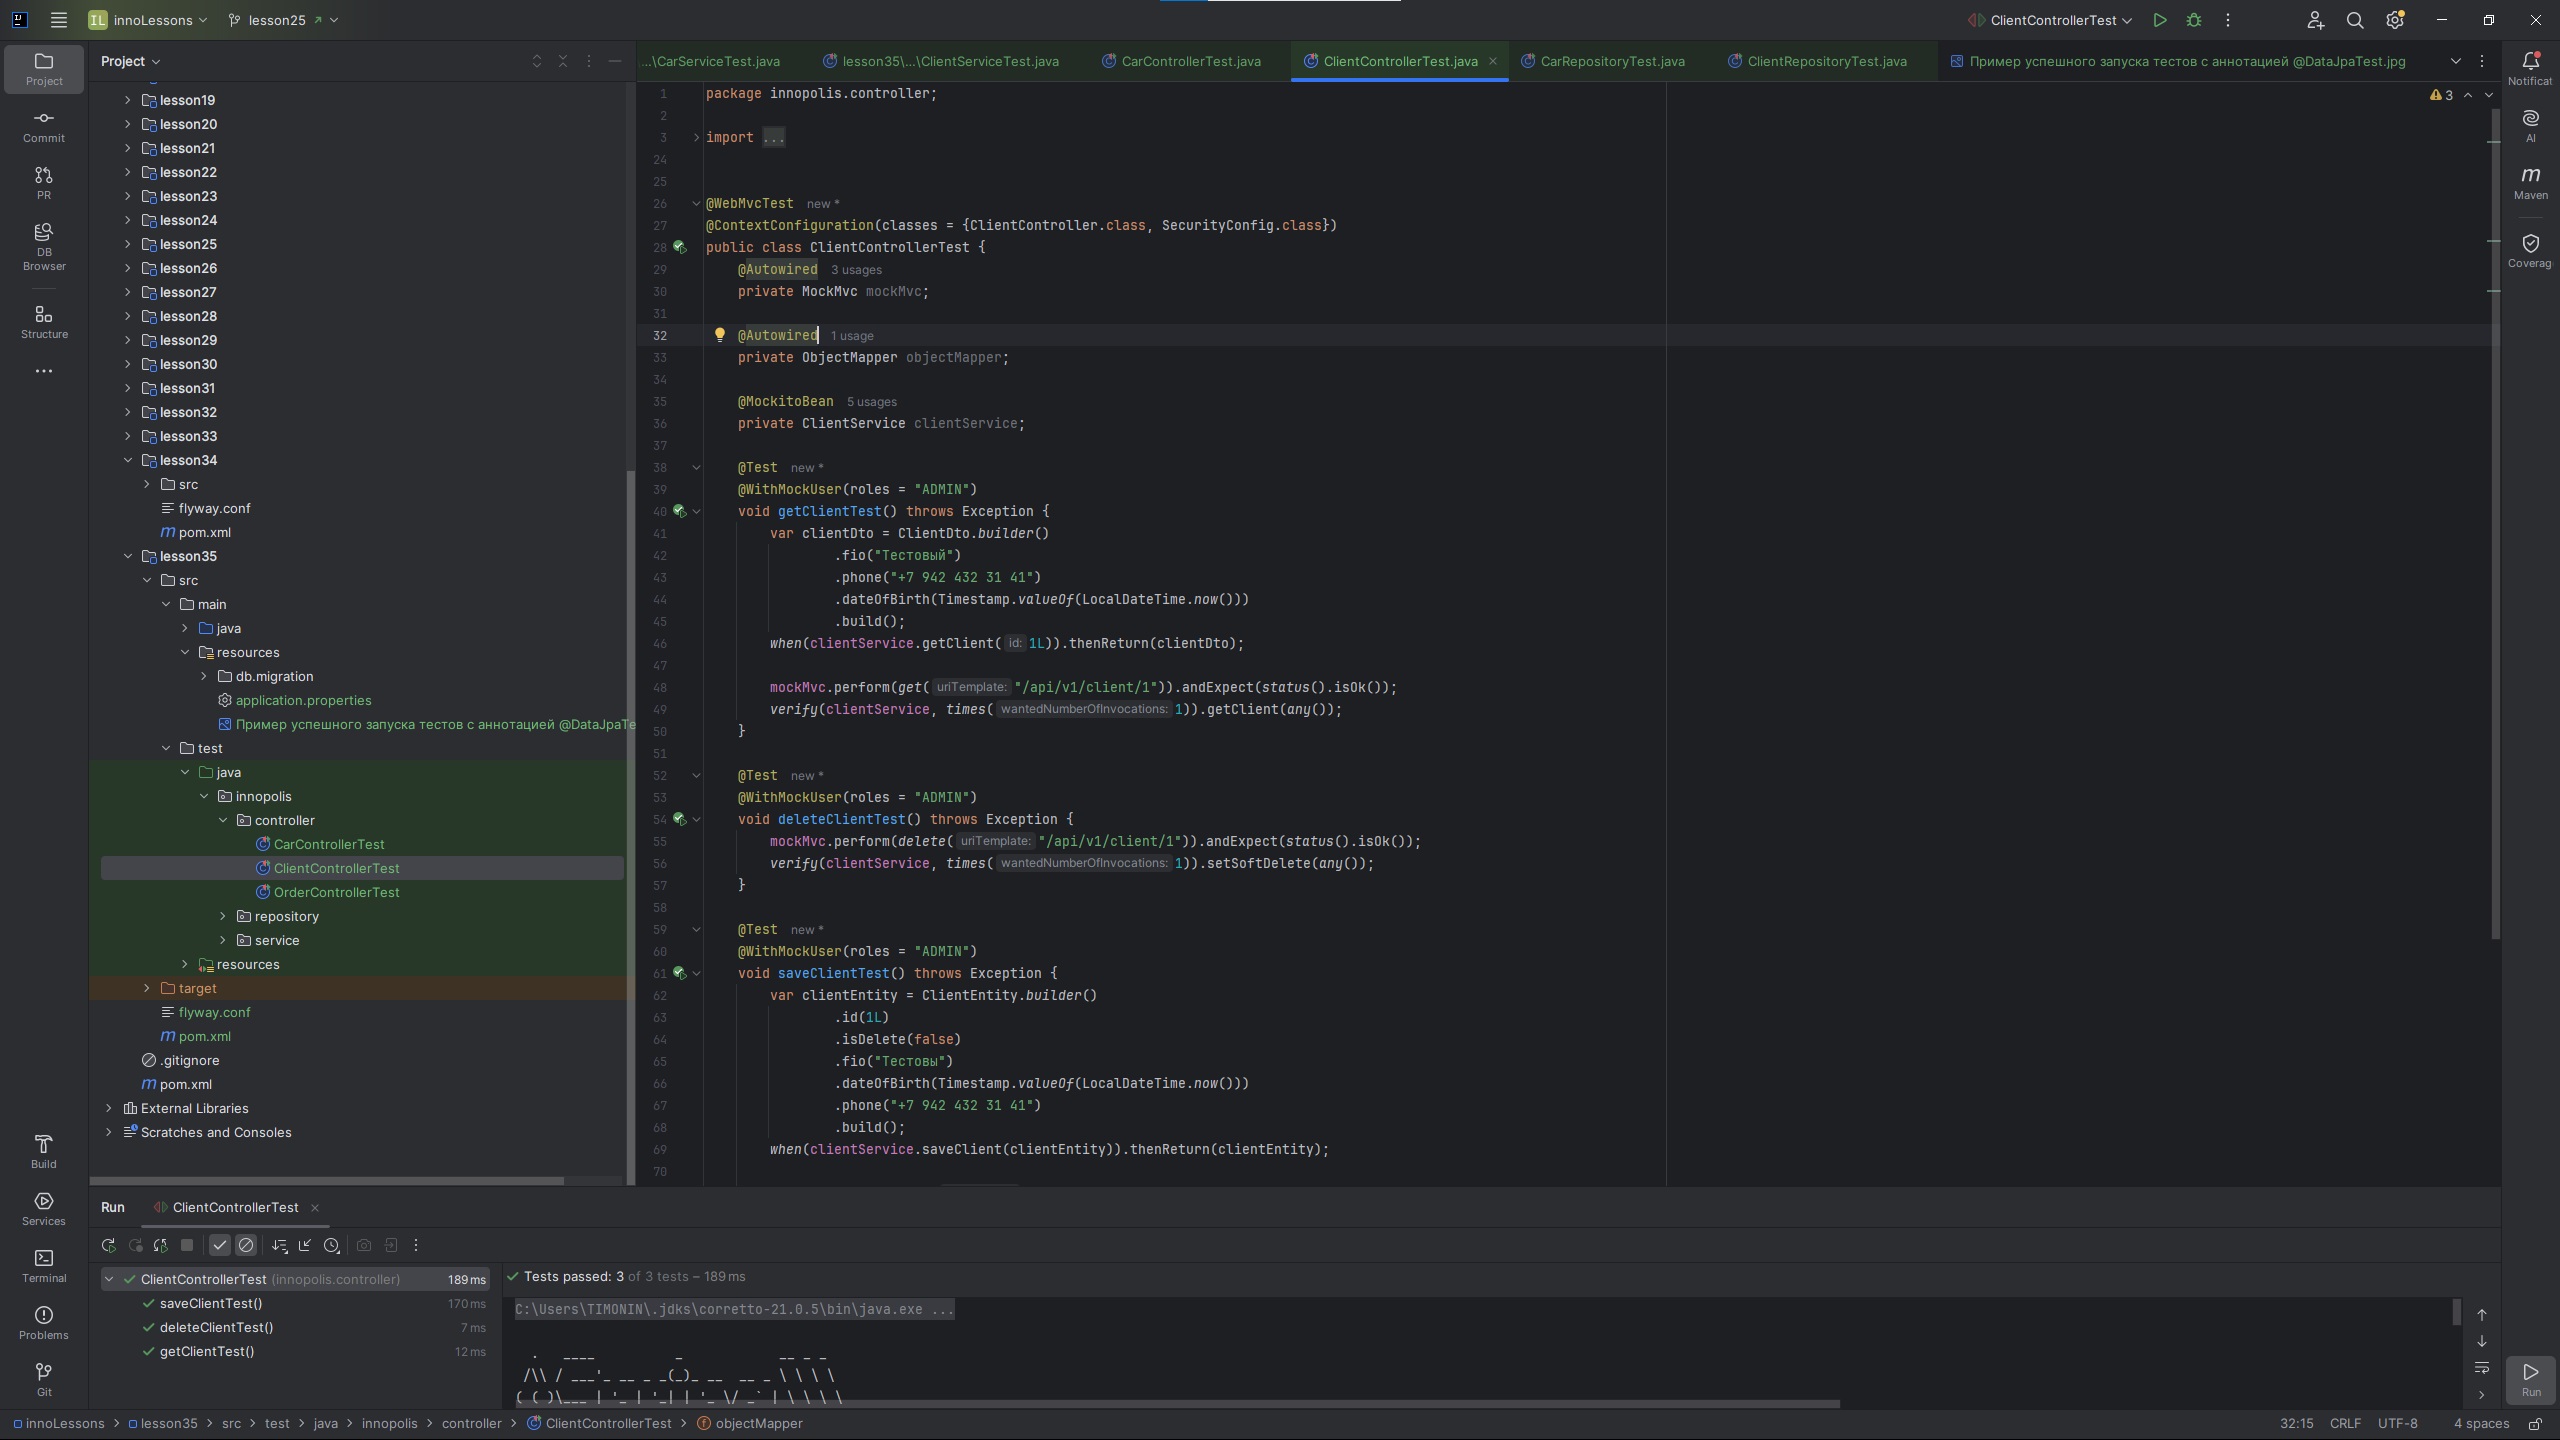 IL innoLessons lesson25 ClientControllerTest
Project
…\CarServiceTest.java lesson35\…\ClientServiceTest.java CarControllerTest.java ClientControllerTest.java CarRepositoryTest.java ClientRepositoryTest.java Пример успешного запуска тестов с аннотацией @DataJpaTest.jpg
Project
Commit
PR
DB
Browser
Structure
Build
Services
Terminal
Problems
Git
lesson19
lesson20
lesson21
lesson22
lesson23
lesson24
lesson25
lesson26
lesson27
lesson28
lesson29
lesson30
lesson31
lesson32
lesson33
lesson34
src
flyway.conf
pom.xml
lesson35
src
main
java
resources
db.migration
application.properties
Пример успешного запуска тестов с аннотацией @DataJpaTe
test
java
innopolis
controller
CarControllerTest
ClientControllerTest
OrderControllerTest
repository
service
resources
target
flyway.conf
pom.xml
.gitignore
pom.xml
External Libraries
Scratches and Consoles
1 package innopolis.controller;
2
3 import ...
24
25
26 @WebMvcTest new *
27 @ContextConfiguration(classes = {ClientController.class, SecurityConfig.class})
28 public class ClientControllerTest {
29 @Autowired 3 usages
30 private MockMvc mockMvc;
31
32 @Autowired 1 usage
33 private ObjectMapper objectMapper;
34
35 @MockitoBean 5 usages
36 private ClientService clientService;
37
38 @Test new *
39 @WithMockUser(roles = "ADMIN")
40 void getClientTest() throws Exception {
41 var clientDto = ClientDto.builder()
42 .fio("Тестовый")
43 .phone("+7 942 432 31 41")
44 .dateOfBirth(Timestamp.valueOf(LocalDateTime.now()))
45 .build();
46 when(clientService.getClient( id: 1L)).thenReturn(clientDto);
47
48 mockMvc.perform(get( uriTemplate: "/api/v1/client/1")).andExpect(status().isOk());
49 verify(clientService, times( wantedNumberOfInvocations: 1)).getClient(any());
50 }
51
52 @Test new *
53 @WithMockUser(roles = "ADMIN")
54 void deleteClientTest() throws Exception {
55 mockMvc.perform(delete( uriTemplate: "/api/v1/client/1")).andExpect(status().isOk());
56 verify(clientService, times( wantedNumberOfInvocations: 1)).setSoftDelete(any());
57 }
58
59 @Test new *
60 @WithMockUser(roles = "ADMIN")
61 void saveClientTest() throws Exception {
62 var clientEntity = ClientEntity.builder()
63 .id(1L)
64 .isDelete(false)
65 .fio("Тестовы")
66 .dateOfBirth(Timestamp.valueOf(LocalDateTime.now()))
67 .phone("+7 942 432 31 41")
68 .build();
69 when(clientService.saveClient(clientEntity)).thenReturn(clientEntity);
70
3
Notificat
AI
Maven
Coverag
Run
Run ClientControllerTest
ClientControllerTest (innopolis.controller) 189 ms
saveClientTest() 170 ms
deleteClientTest() 7 ms
getClientTest() 12 ms
Tests passed: 3 of 3 tests – 189 ms
C:\Users\TIMONIN\.jdks\corretto-21.0.5\bin\java.exe ...
. ____ _ __ _ _
/\\ / ___'_ __ _ _(_)_ __ __ _ \ \ \ \
( ( )\___ | '_ | '_| | '_ \/ _` | \ \ \ \
innoLessons > lesson35 > src > test > java > innopolis > controller > ClientControllerTest > objectMapper 32:15 CRLF UTF-8 4 spaces